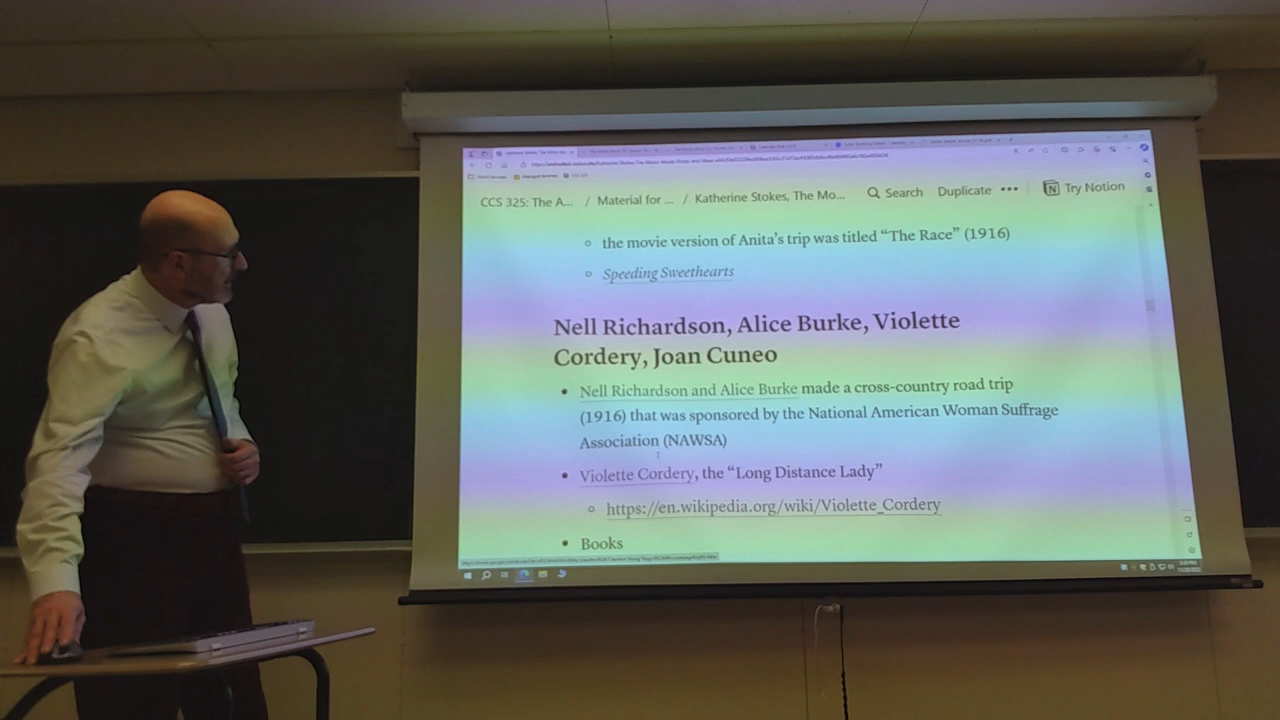 CCS 325: The A... / Material for ... / Katherine Stokes, The Mo... Search Duplicate ••• Try Notion
◦ the movie version of Anita's trip was titled “The Race” (1916)
◦ Speeding Sweethearts
Nell Richardson, Alice Burke, Violette
Cordery, Joan Cuneo
• Nell Richardson and Alice Burke made a cross-country road trip
(1916) that was sponsored by the National American Woman Suffrage
Association (NAWSA)
• Violette Cordery, the “Long Distance Lady”
◦ https://en.wikipedia.org/wiki/Violette_Cordery
• Books